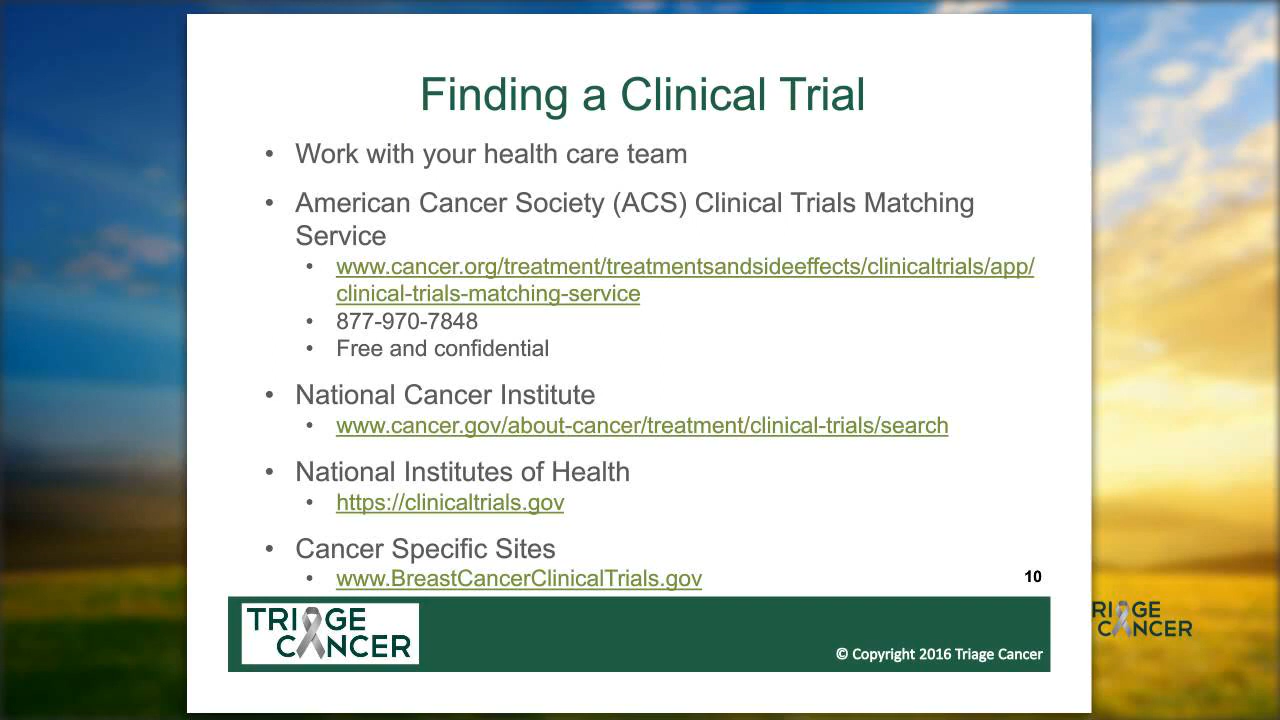 Finding a Clinical Trial
• Work with your health care team
• American Cancer Society (ACS) Clinical Trials Matching
Service
• www.cancer.org/treatment/treatmentsandsideeffects/clinicaltrials/app/
clinical-trials-matching-service
• 877-970-7848
• Free and confidential
• National Cancer Institute
• www.cancer.gov/about-cancer/treatment/clinical-trials/search
• National Institutes of Health
• https://clinicaltrials.gov
• Cancer Specific Sites
• www.BreastCancerClinicalTrials.gov
10
TRIAGE
CANCER
© Copyright 2016 Triage Cancer
RIAGE
CANCER